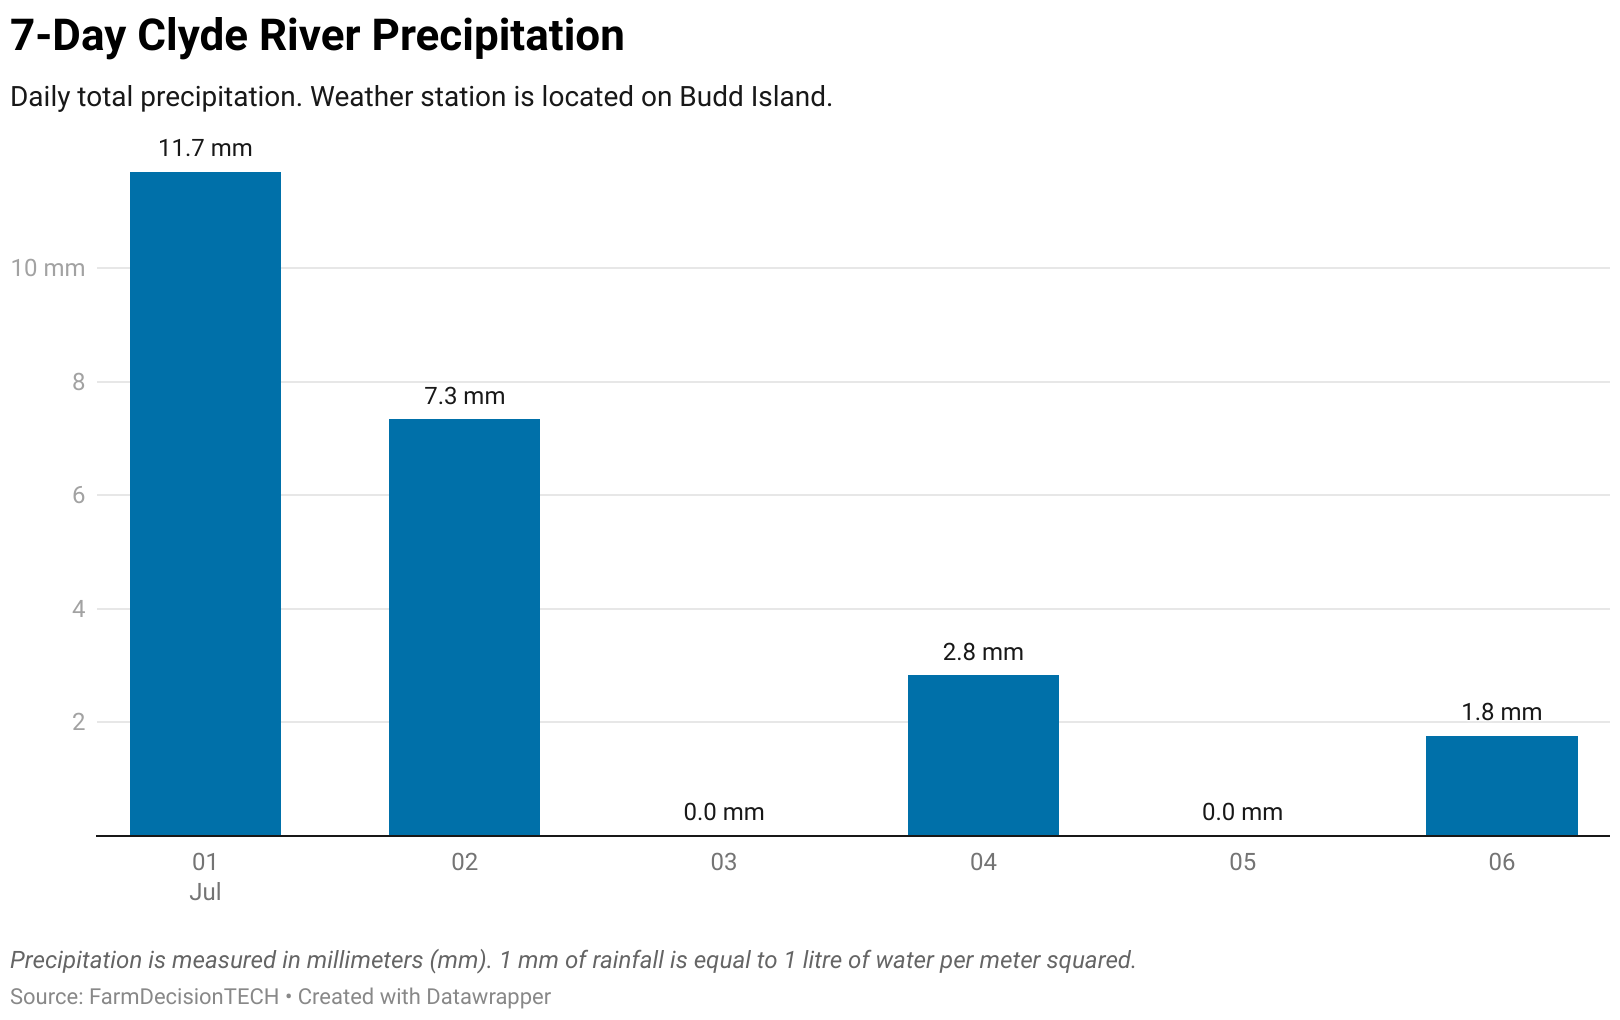 7-Day Clyde River Precipitation
Daily total precipitation. Weather station is located on Budd Island.
11.7 mm
10 mm
8
7.3 mm
6
4
2.8 mm
2
1.8 mm
0.0 mm
0.0 mm
01
02
03
04
05
06
Jul
Precipitation is measured in millimeters (mm). 1 mm of rainfall is equal to 1 litre of water per meter squared.
Source: FarmDecisionTECH • Created with Datawrapper